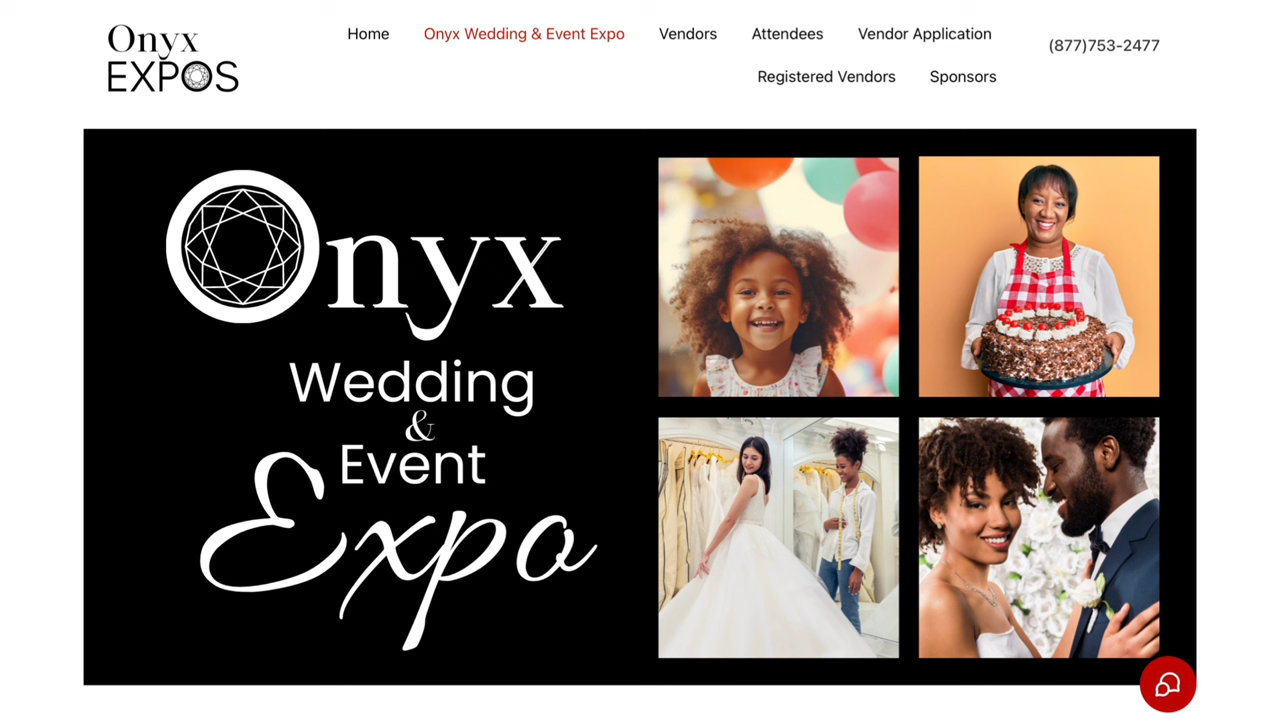 Onyx
EXPOS
Home Onyx Wedding & Event Expo Vendors Attendees Vendor Application
Registered Vendors Sponsors
(877)753-2477
Onyx
Wedding
&
Event
Expo